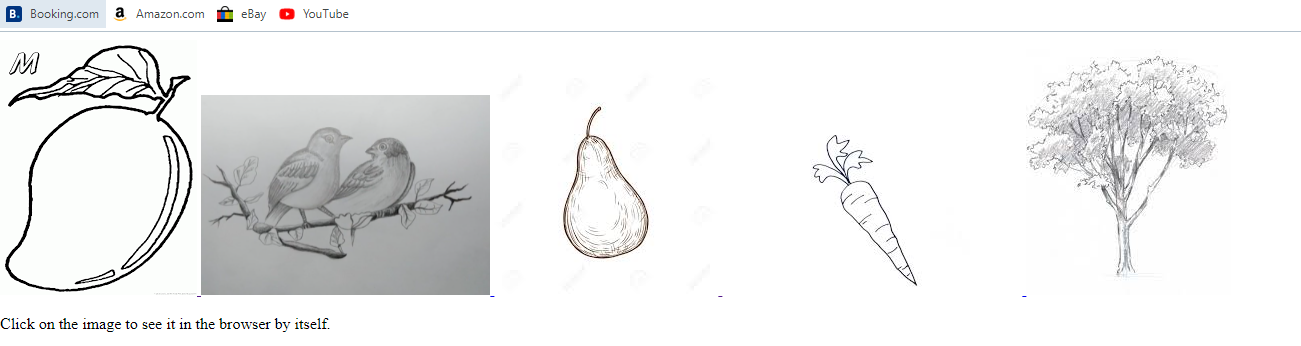 B. Booking.com a Amazon.com eBay YouTube
M
Click on the image to see it in the browser by itself.